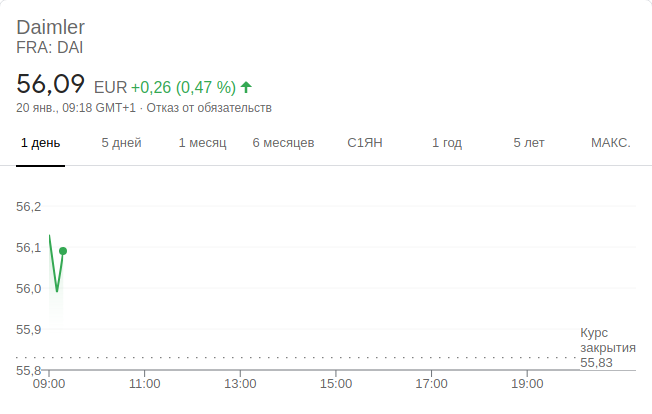 Daimler
FRA: DAI
56,09 EUR +0,26 (0,47 %)
20 янв., 09:18 GMT+1 · Отказ от обязательств
1 день 5 дней 1 месяц 6 месяцев С1ЯН 1 год 5 лет МАКС.
56,2
56,1
56,0
55,9
55,8
Курс
закрытия
55,83
09:00 11:00 13:00 15:00 17:00 19:00